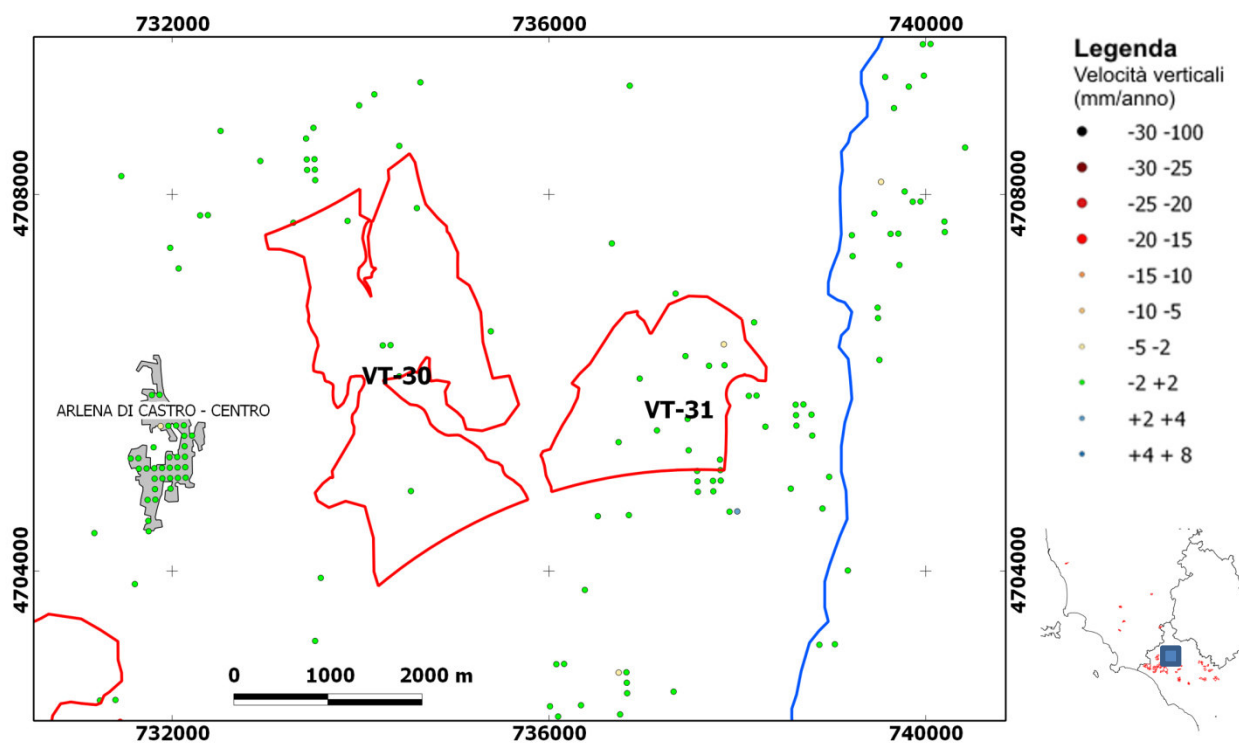 732000 736000 740000
4708000
4708000
VT-30
VT-31
ARLENA DI CASTRO - CENTRO
4704000
4704000
0 1000 2000 m
732000 736000 740000
Legenda
Velocità verticali
(mm/anno)
-30 -100
-30 -25
-25 -20
-20 -15
-15 -10
-10 -5
-5 -2
-2 +2
+2 +4
+4 + 8